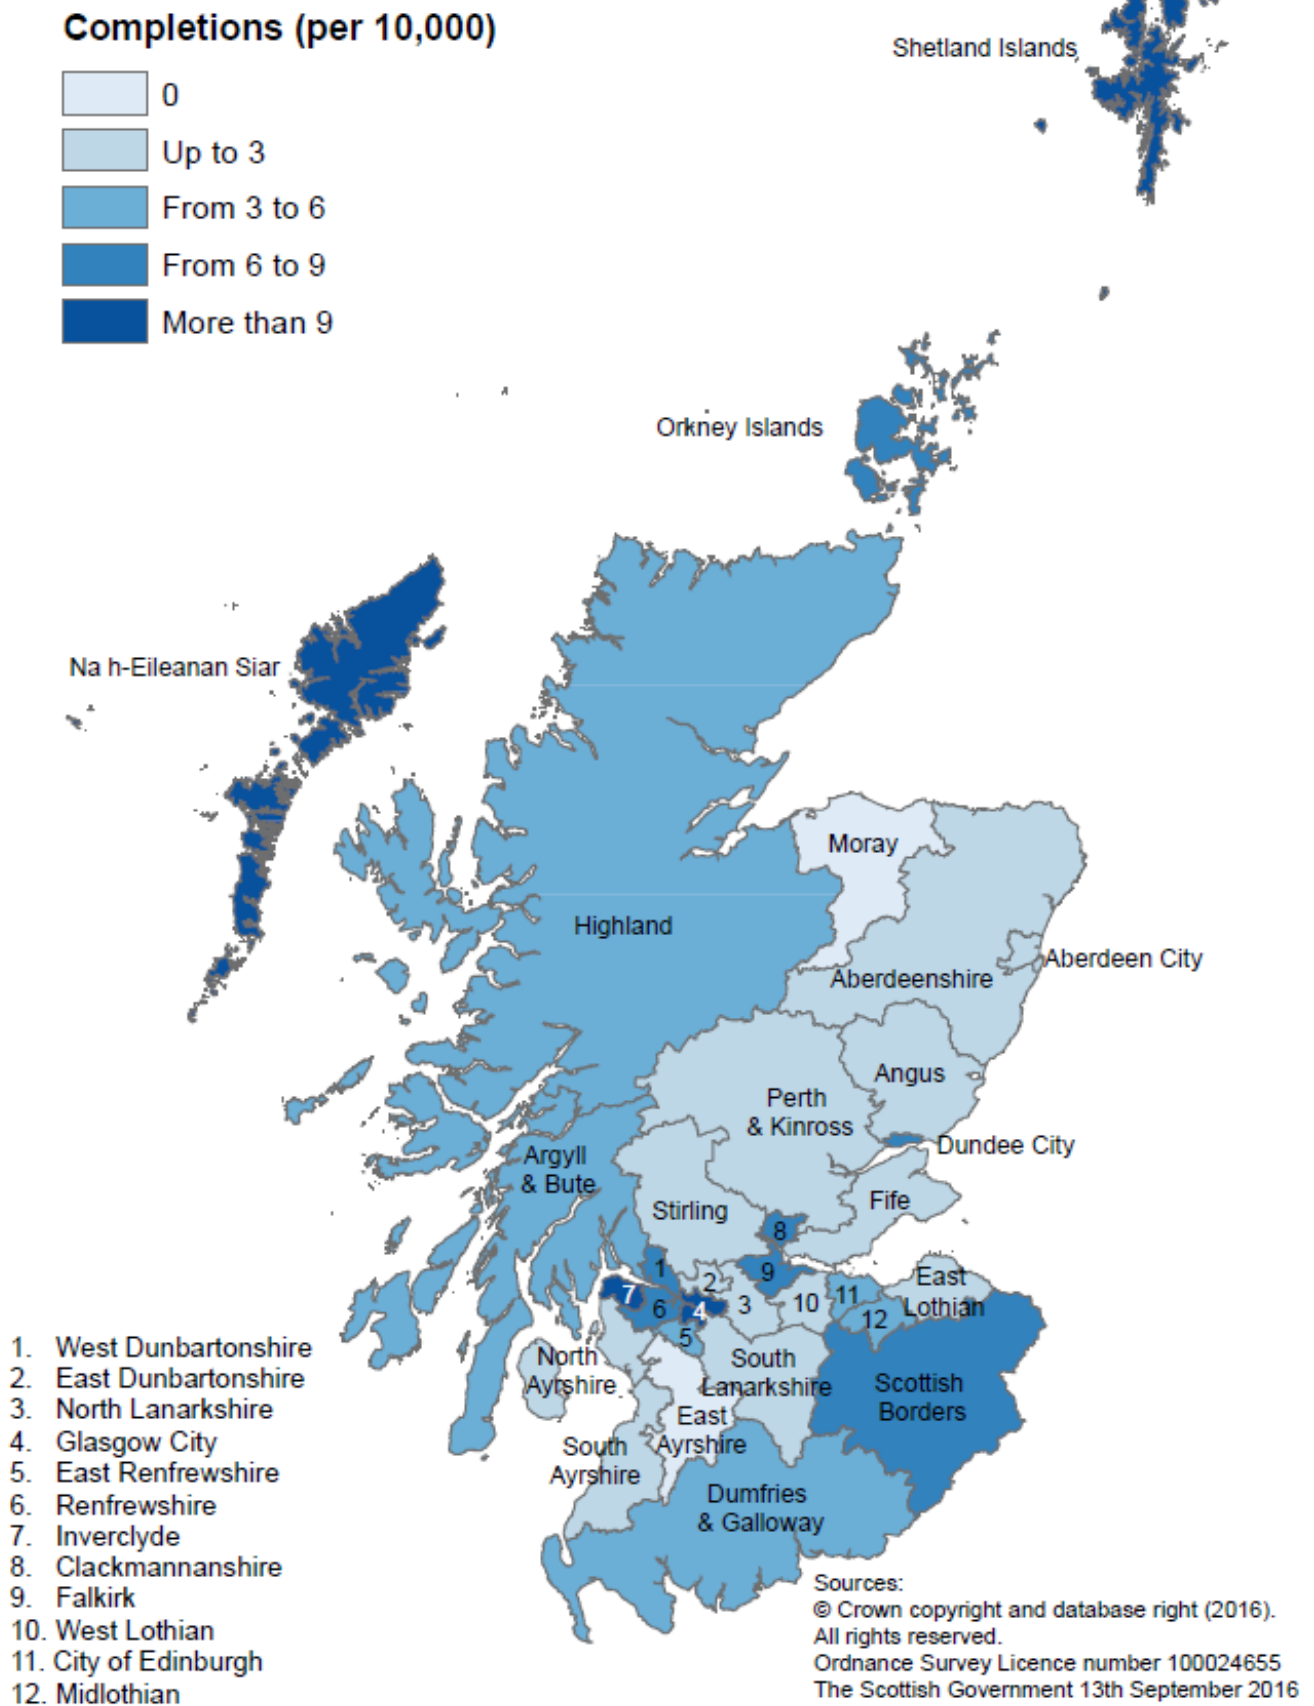 Completions (per 10,000)
0
Up to 3
From 3 to 6
From 6 to 9
More than 9
Shetland Islands
Orkney Islands
Na h-Eileanan Siar
Moray
Highland
Aberdeen City
Aberdeenshire
Angus
Perth
& Kinross
Dundee City
Argyll
& Bute
Fife
Stirling
8
1
2
9
East
Lothian
7
6
4
3
10
11
12
5
North
Ayrshire
South
Lanarkshire
Scottish
Borders
East
Ayrshire
South
Ayrshire
Dumfries
& Galloway
1. West Dunbartonshire
2. East Dunbartonshire
3. North Lanarkshire
4. Glasgow City
5. East Renfrewshire
6. Renfrewshire
7. Inverclyde
8. Clackmannanshire
9. Falkirk
10. West Lothian
11. City of Edinburgh
12. Midlothian
Sources:
© Crown copyright and database right (2016).
All rights reserved.
Ordnance Survey Licence number 100024655
The Scottish Government 13th September 2016